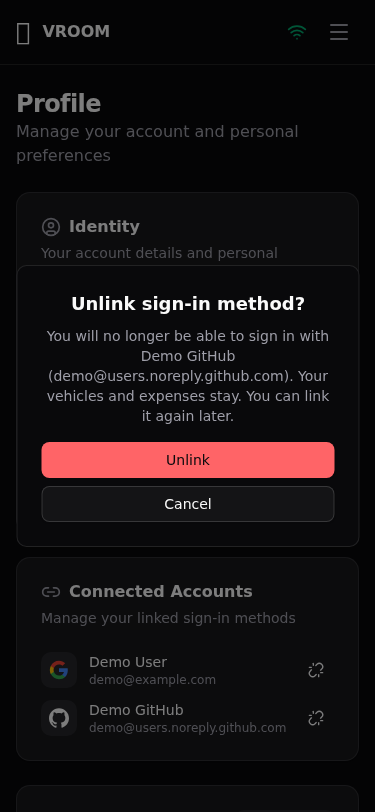 VROOM
Profile
Manage your account and personal
preferences
Identity
Your account details and personal
Unlink sign-in method?
You will no longer be able to sign in with
Demo GitHub
(demo@users.noreply.github.com). Your
vehicles and expenses stay. You can link
it again later.
Unlink
Cancel
Connected Accounts
Manage your linked sign-in methods
Demo User
demo@example.com
Demo GitHub
demo@users.noreply.github.com